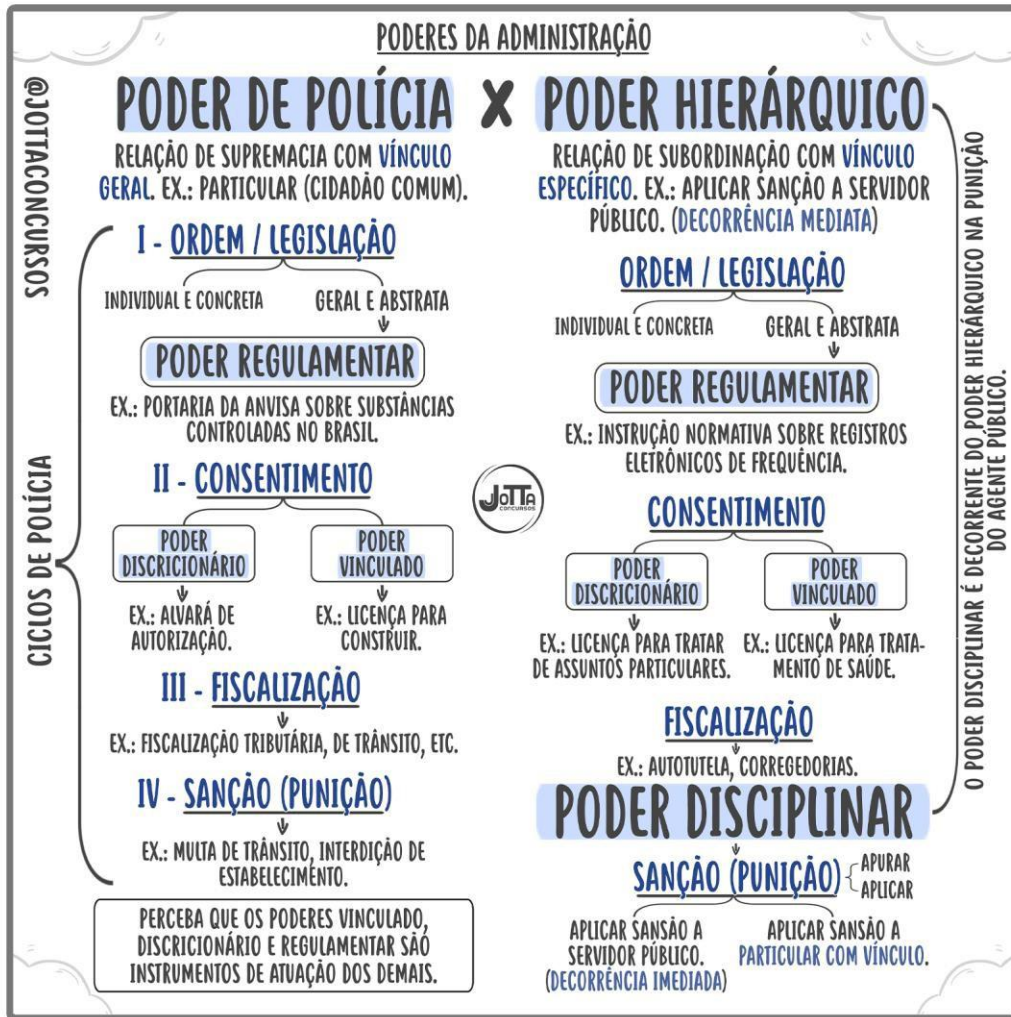 PODERES DA ADMINISTRAÇÃO
@JOTTACONCURSOS
PODER DE POLÍCIA X PODER HIERÁRQUICO
RELAÇÃO DE SUPREMACIA COM VÍNCULO
GERAL. EX.: PARTICULAR (CIDADÃO COMUM).
CICLOS DE POLÍCIA
I - ORDEM / LEGISLAÇÃO
INDIVIDUAL E CONCRETA
GERAL E ABSTRATA
PODER REGULAMENTAR
EX.: PORTARIA DA ANVISA SOBRE SUBSTÂNCIAS
CONTROLADAS NO BRASIL.
II - CONSENTIMENTO
PODER
DISCRICIONÁRIO
EX.: ALVARÁ DE
AUTORIZAÇÃO.
PODER
VINCULADO
EX.: LICENÇA PARA
CONSTRUIR.
III - FISCALIZAÇÃO
EX.: FISCALIZAÇÃO TRIBUTÁRIA, DE TRÂNSITO, ETC.
IV - SANÇÃO (PUNIÇÃO)
EX.: MULTA DE TRÂNSITO, INTERDIÇÃO DE
ESTABELECIMENTO.
PERCEBA QUE OS PODERES VINCULADO,
DISCRICIONÁRIO E REGULAMENTAR SÃO
INSTRUMENTOS DE ATUAÇÃO DOS DEMAIS.
JOTTA
CONCURSOS
RELAÇÃO DE SUBORDINAÇÃO COM VÍNCULO
ESPECÍFICO. EX.: APLICAR SANÇÃO A SERVIDOR
PÚBLICO. (DECORRÊNCIA MEDIATA)
ORDEM / LEGISLAÇÃO
INDIVIDUAL E CONCRETA
GERAL E ABSTRATA
PODER REGULAMENTAR
EX.: INSTRUÇÃO NORMATIVA SOBRE REGISTROS
ELETRÔNICOS DE FREQUÊNCIA.
CONSENTIMENTO
PODER
DISCRICIONÁRIO
EX.: LICENÇA PARA TRATAR
DE ASSUNTOS PARTICULARES.
PODER
VINCULADO
EX.: LICENÇA PARA TRATA-
MENTO DE SAÚDE.
FISCALIZAÇÃO
EX.: AUTOTUTELA, CORREGEDORIAS.
PODER DISCIPLINAR
SANÇÃO (PUNIÇÃO)
APURAR
APLICAR
APLICAR SANSÃO A
SERVIDOR PÚBLICO.
(DECORRÊNCIA IMEDIADA)
APLICAR SANSÃO A
PARTICULAR COM VÍNCULO.
O PODER DISCIPLINAR É DECORRENTE DO PODER HIERÁRQUICO NA PUNIÇÃO
DO AGENTE PÚBLICO.